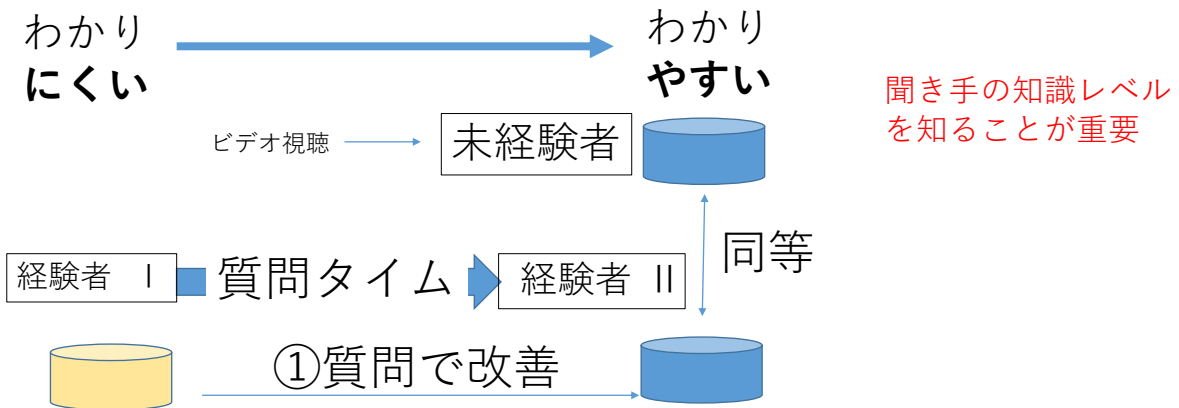 わかり
にくい
わかり
やすい
聞き手の知識レベル
を知ることが重要
ビデオ視聴
未経験者
同等
経験者 Ⅰ
質問タイム
経験者 Ⅱ
①質問で改善